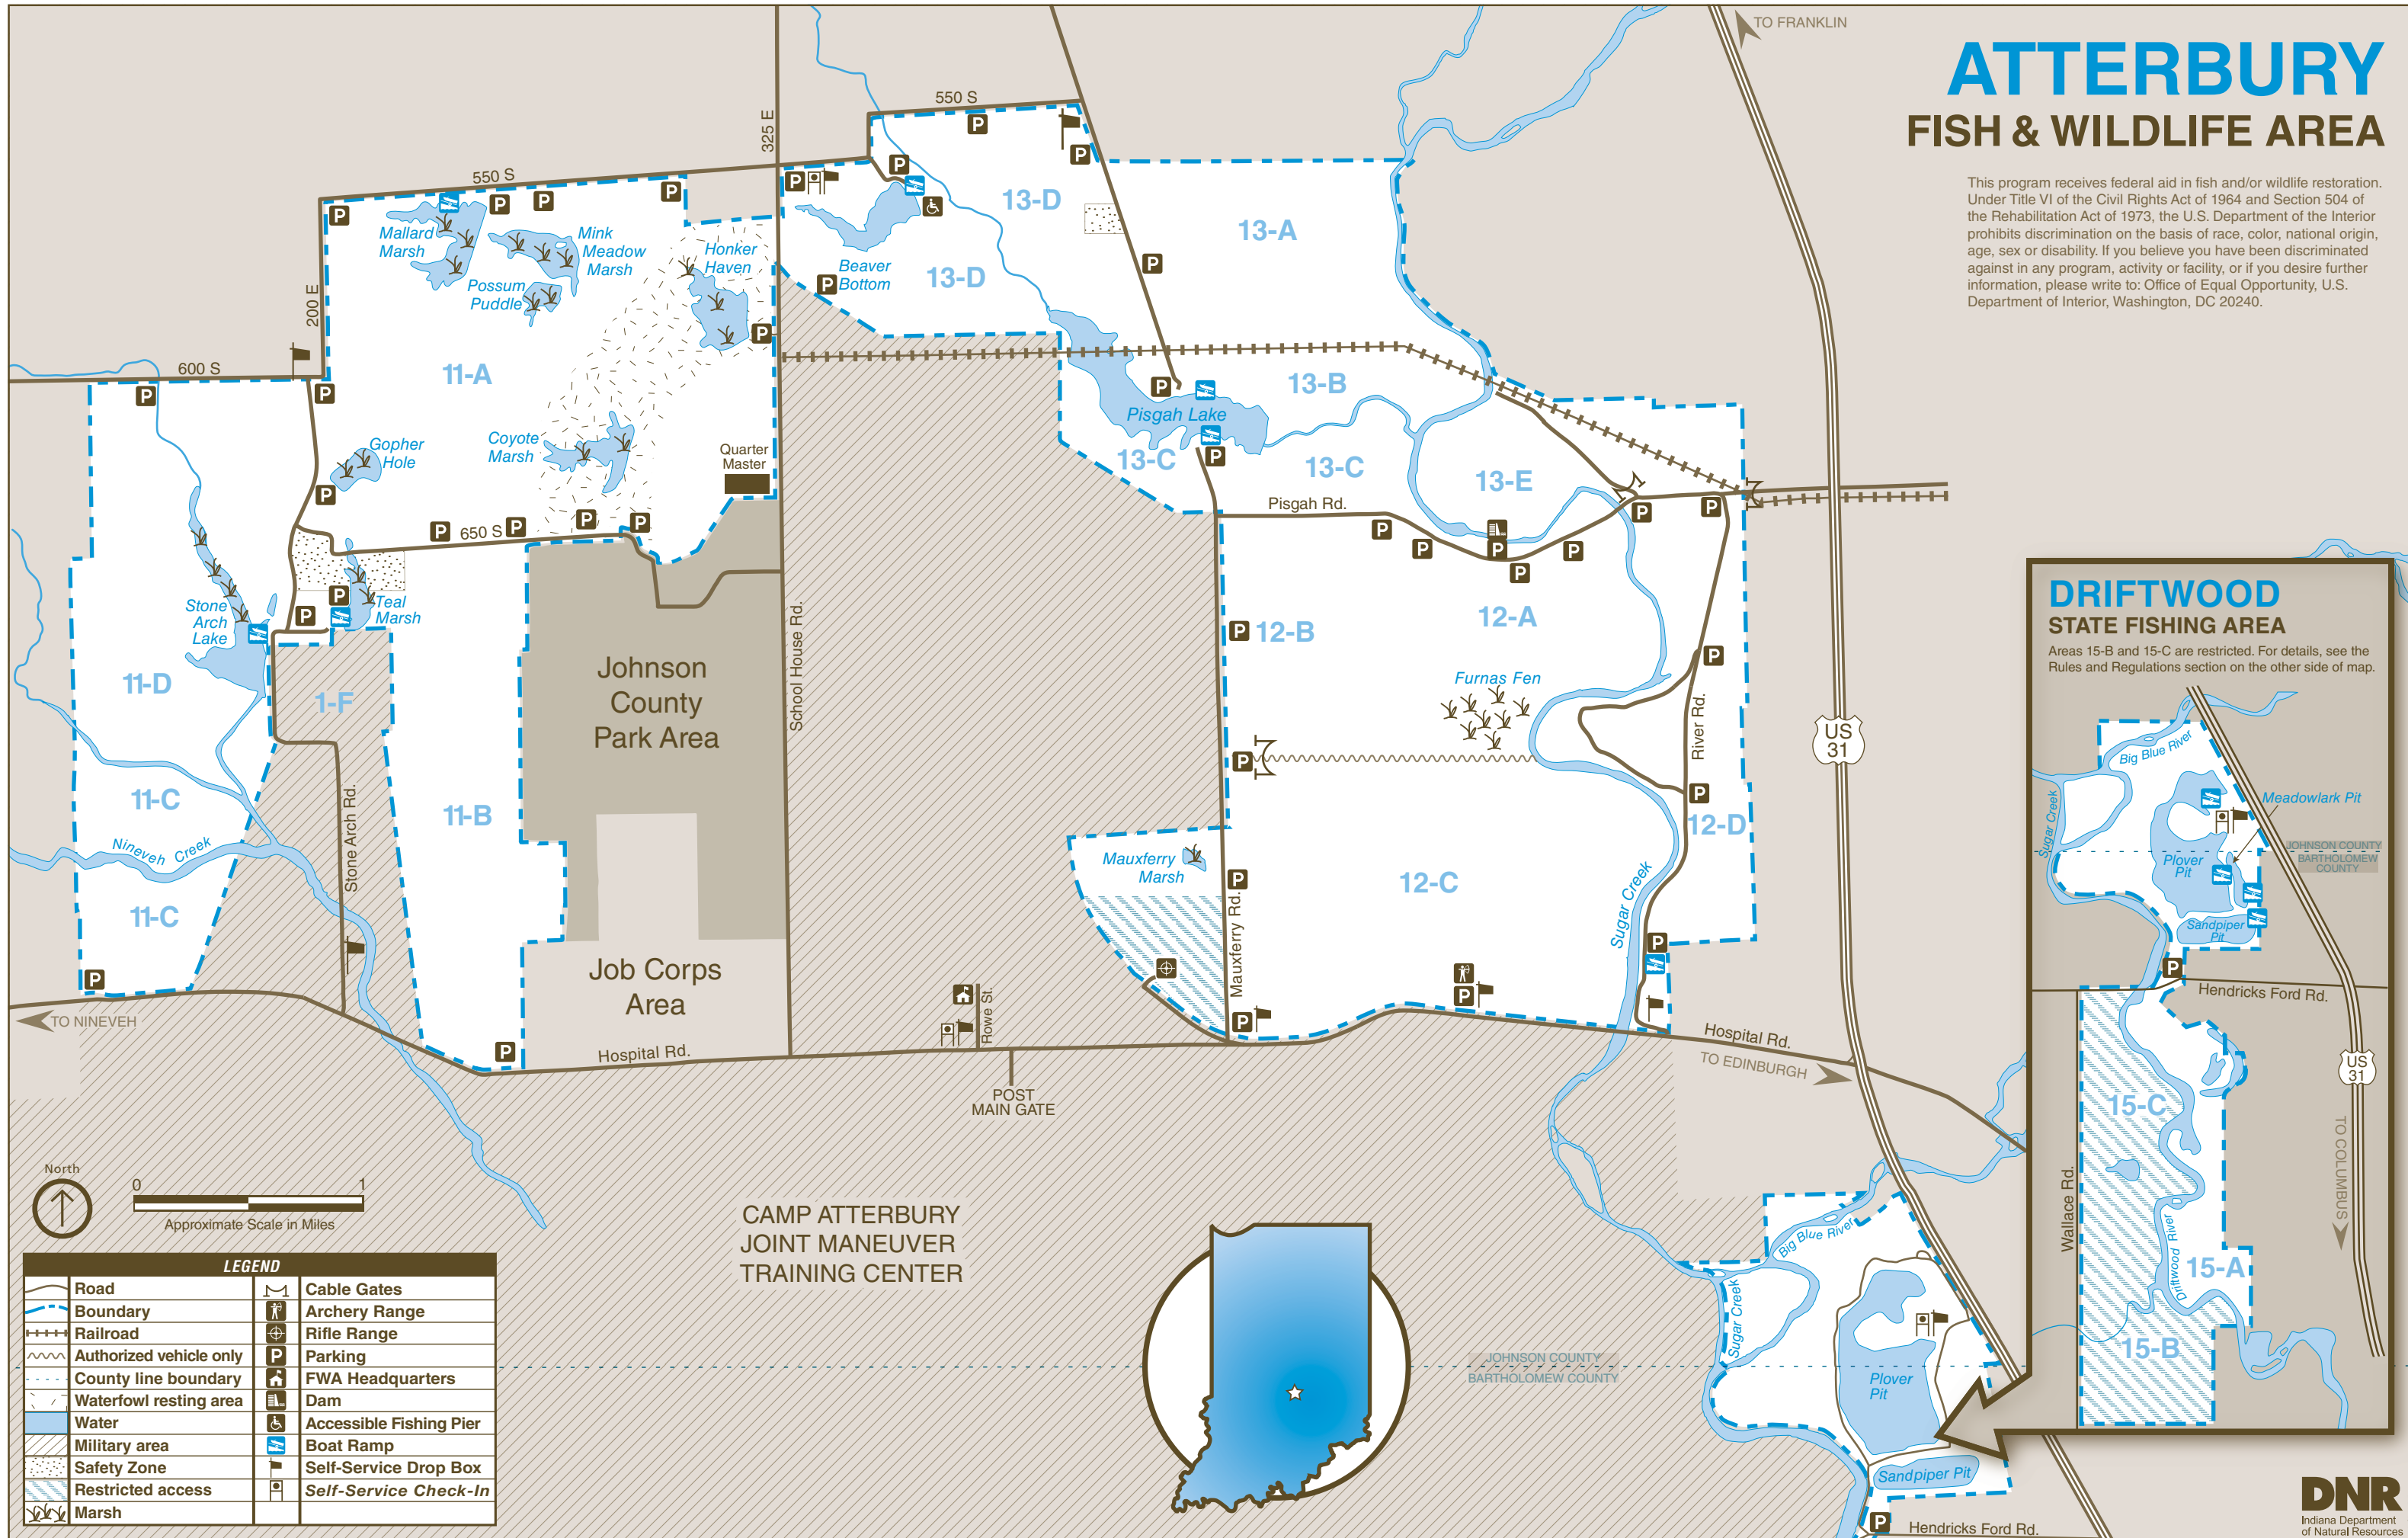 TO FRANKLIN
ATTERBURY
FISH & WILDLIFE AREA
This program receives federal aid in fish and/or wildlife restoration.
Under Title VI of the Civil Rights Act of 1964 and Section 504 of
the Rehabilitation Act of 1973, the U.S. Department of the Interior
prohibits discrimination on the basis of race, color, national origin,
age, sex or disability. If you believe you have been discriminated
against in any program, activity or facility, or if you desire further
information, please write to: Office of Equal Opportunity, U.S.
Department of Interior, Washington, DC 20240.
550 S
325 E
550 S
200 E
600 S
Mallard
Marsh
Mink
Meadow
Marsh
Possum
Puddle
Honker
Haven
Beaver
Bottom
13-D
13-D
13-A
11-A
13-B
Pisgah Lake
13-C
13-C
13-E
Gopher
Hole
Coyote
Marsh
Quarter
Master
Pisgah Rd.
650 S
Stone
Arch
Lake
Teal
Marsh
11-D
1-F
Johnson
County
Park Area
School House Rd.
12-B
12-A
Furnas Fen
River Rd.
US
31
11-C
Nineveh Creek
11-C
Stone Arch Rd.
11-B
Mauxferry
Marsh
Mauxferry Rd.
12-C
Sugar Creek
12-D
Job Corps
Area
Rowe St.
TO NINEVEH
Hospital Rd.
Hospital Rd.
TO EDINBURGH
POST
MAIN GATE
North
0
1
Approximate Scale in Miles
CAMP ATTERBURY
JOINT MANEUVER
TRAINING CENTER
LEGEND
Road
Cable Gates
Boundary
Archery Range
Railroad
Rifle Range
Authorized vehicle only
P
Parking
County line boundary
FWA Headquarters
Waterfowl resting area
Dam
Water
Accessible Fishing Pier
Military area
Boat Ramp
Safety Zone
Self-Service Drop Box
Restricted access
Self-Service Check-In
Marsh
JOHNSON COUNTY
BARTHOLOMEW COUNTY
Big Blue River
Sugar Creek
Plover
Pit
Sandpiper Pit
P
Hendricks Ford Rd.
DRIFTWOOD
STATE FISHING AREA
Areas 15-B and 15-C are restricted. For details, see the
Rules and Regulations section on the other side of map.
Big Blue River
Sugar Creek
Meadowlark Pit
JOHNSON COUNTY
BARTHOLOMEW
COUNTY
Plover
Pit
Sandpiper
Pit
P
Hendricks Ford Rd.
US
31
15-C
TO COLUMBUS
Wallace Rd.
Driftwood River
15-A
15-B
DNR
Indiana Department
of Natural Resources